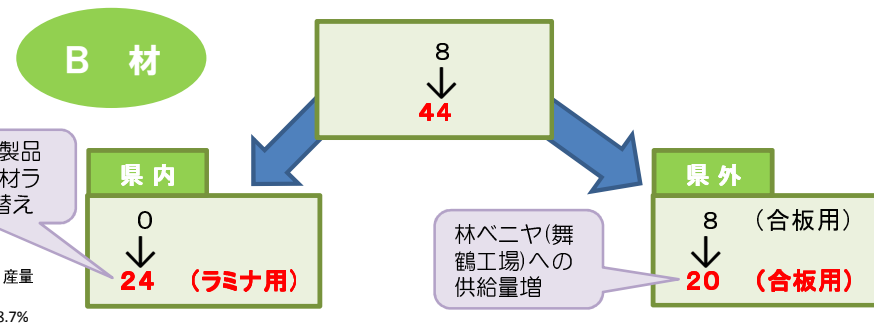 B 材
8
44
製品
材ラ
替え
県内
0
24 (ラミナ用)
産量
3.7%
林ベニヤ(舞
鶴工場)への
供給量増
県外
8 (合板用)
20 (合板用)